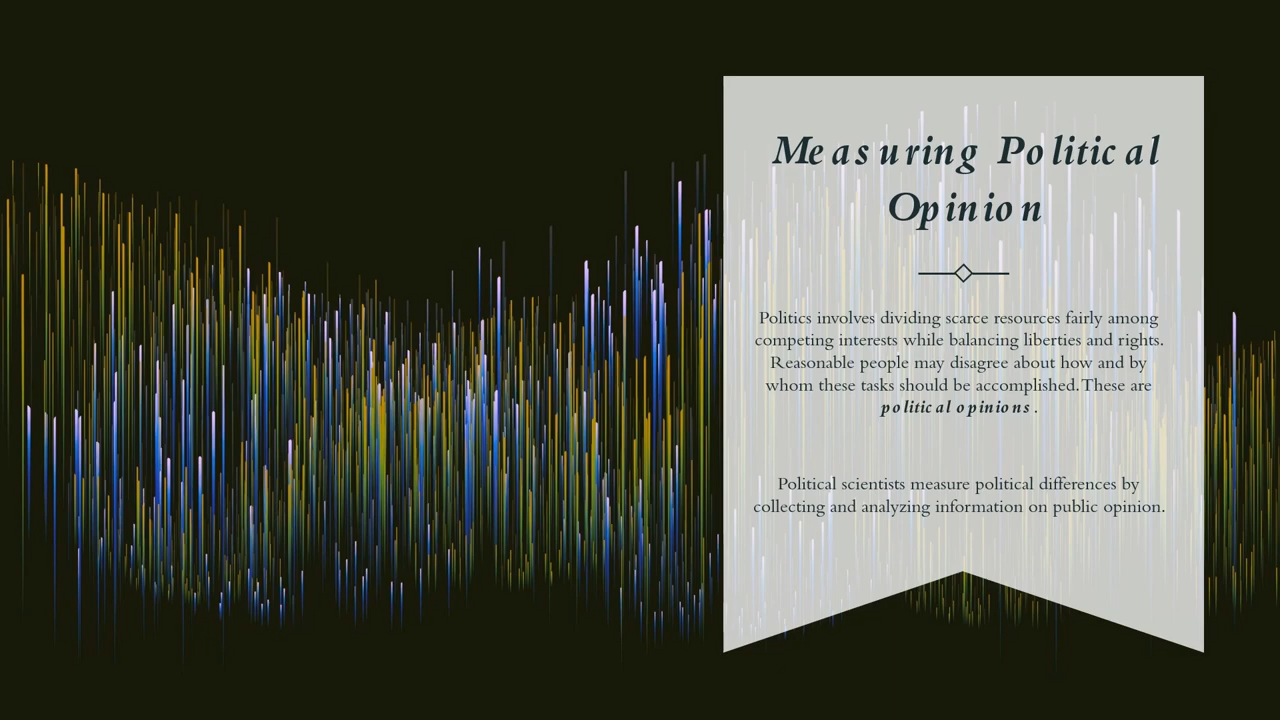 Measuring Political
Opinion
Politics involves dividing scarce resources fairly among
competing interests while balancing liberties and rights.
Reasonable people may disagree about how and by
whom these tasks should be accomplished. These are
political opinions.
Political scientists measure political differences by
collecting and analyzing information on public opinion.